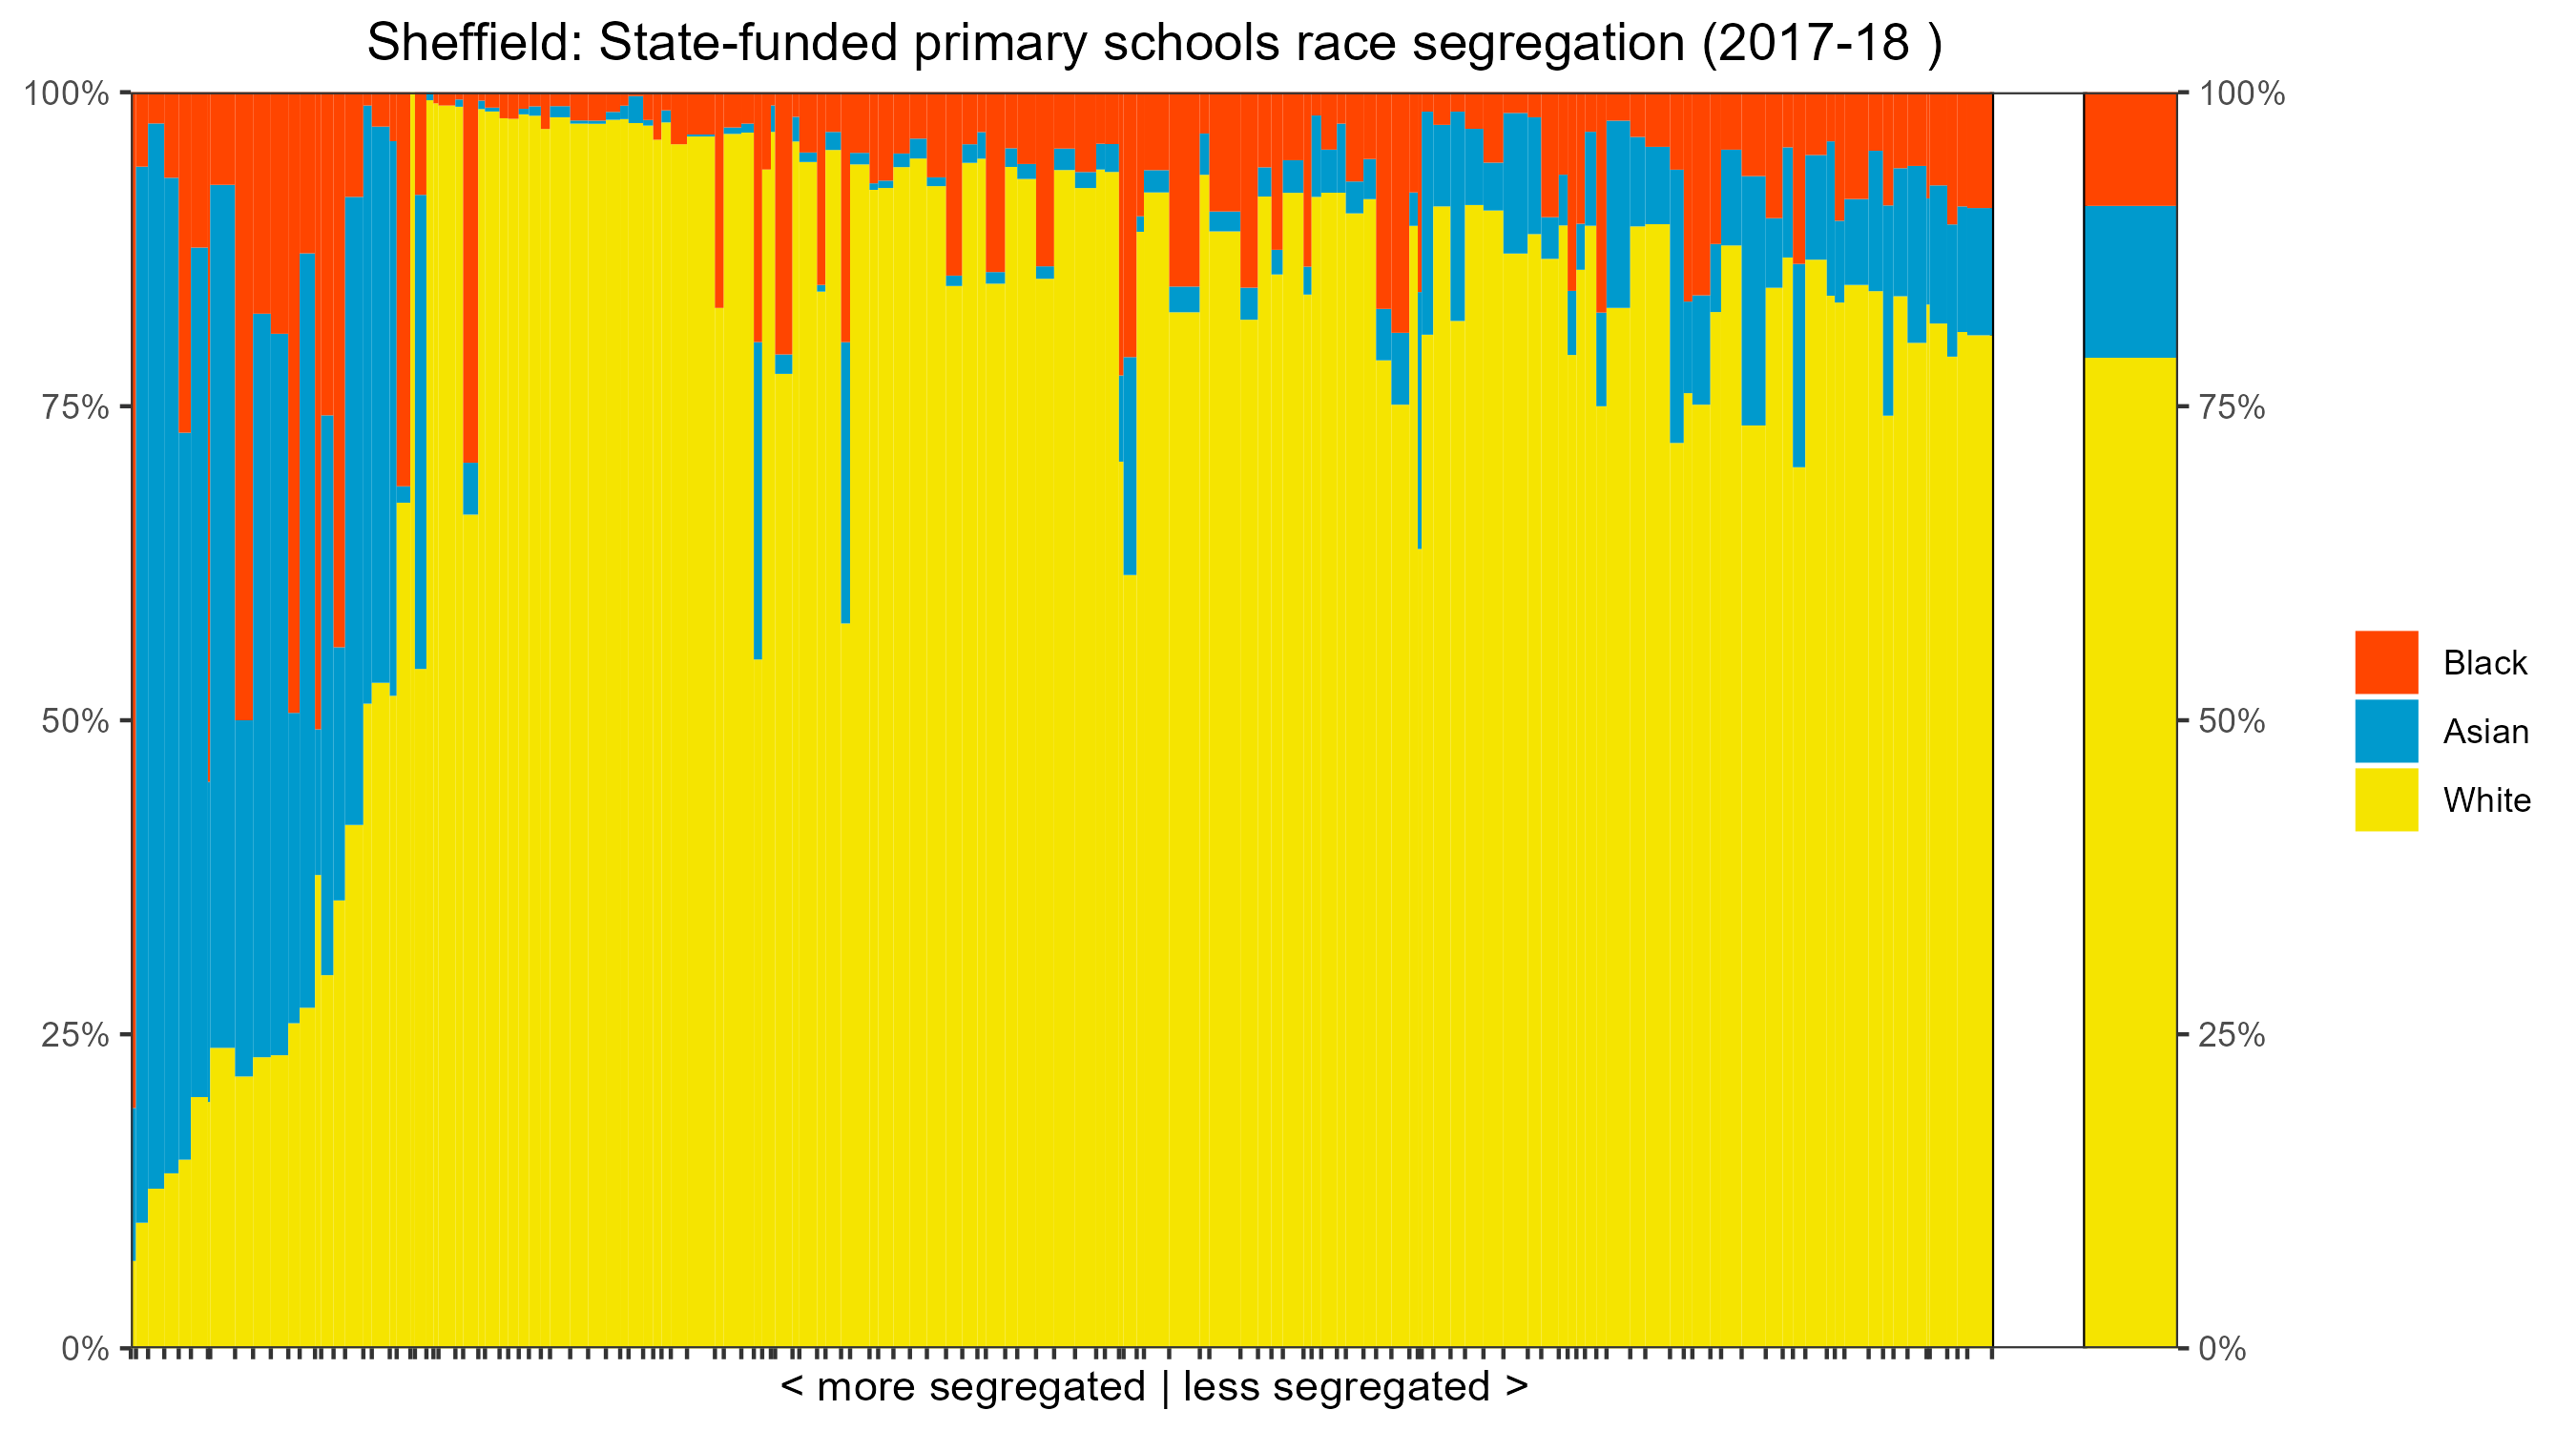 Sheffield: State-funded primary schools race segregation (2017-18 )
100%
75%
50%
25%
0%
100%
75%
50%
25%
0%
Black
Asian
White
< more segregated | less segregated >